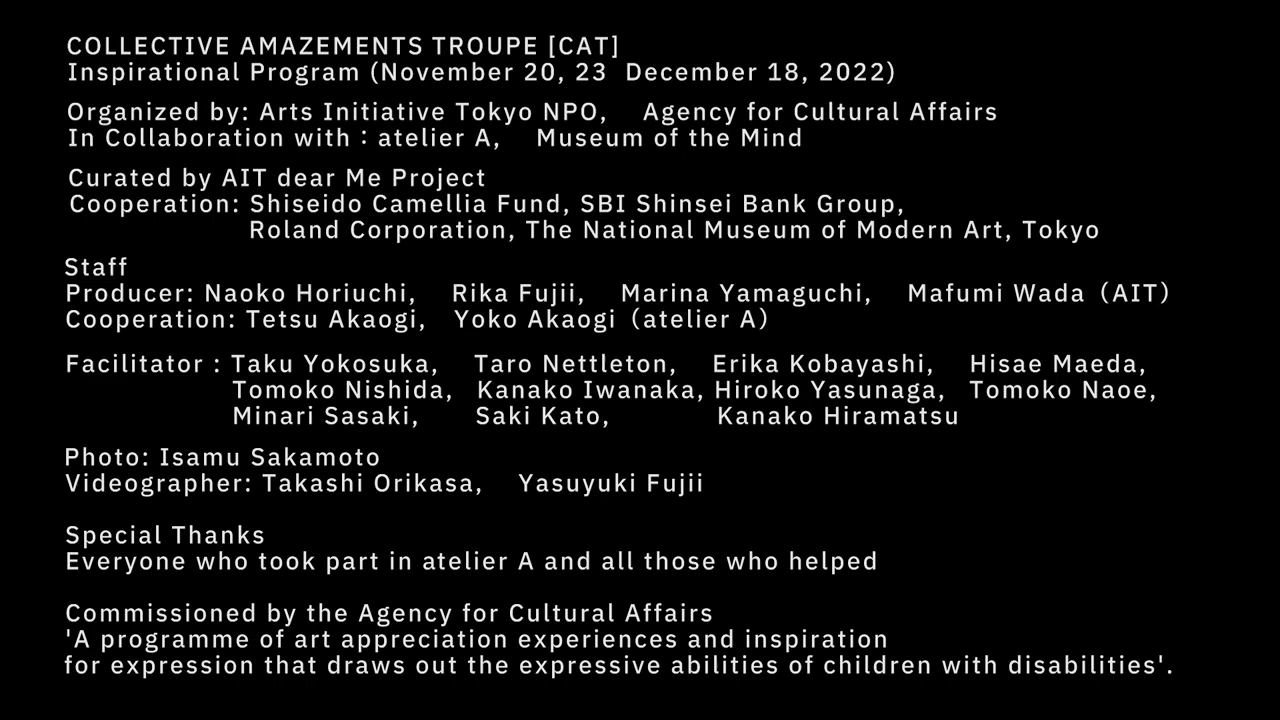 COLLECTIVE AMAZEMENTS TROUPE [CAT]
Inspirational Program (November 20, 23  December 18, 2022)
Organized by: Arts Initiative Tokyo NPO,   Agency for Cultural Affairs
In Collaboration with：atelier A,   Museum of the Mind
Curated by AIT dear Me Project
Cooperation: Shiseido Camellia Fund, SBI Shinsei Bank Group,
Roland Corporation, The National Museum of Modern Art, Tokyo
Staff
Producer: Naoko Horiuchi,   Rika Fujii,   Marina Yamaguchi,   Mafumi Wada（AIT）
Cooperation: Tetsu Akaogi,   Yoko Akaogi（atelier A）
Facilitator : Taku Yokosuka,   Taro Nettleton,   Erika Kobayashi,   Hisae Maeda,
Tomoko Nishida,   Kanako Iwanaka, Hiroko Yasunaga,   Tomoko Naoe,
Minari Sasaki,   Saki Kato,   Kanako Hiramatsu
Photo: Isamu Sakamoto
Videographer: Takashi Orikasa,   Yasuyuki Fujii
Special Thanks
Everyone who took part in atelier A and all those who helped
Commissioned by the Agency for Cultural Affairs
'A programme of art appreciation experiences and inspiration
for expression that draws out the expressive abilities of children with disabilities'.